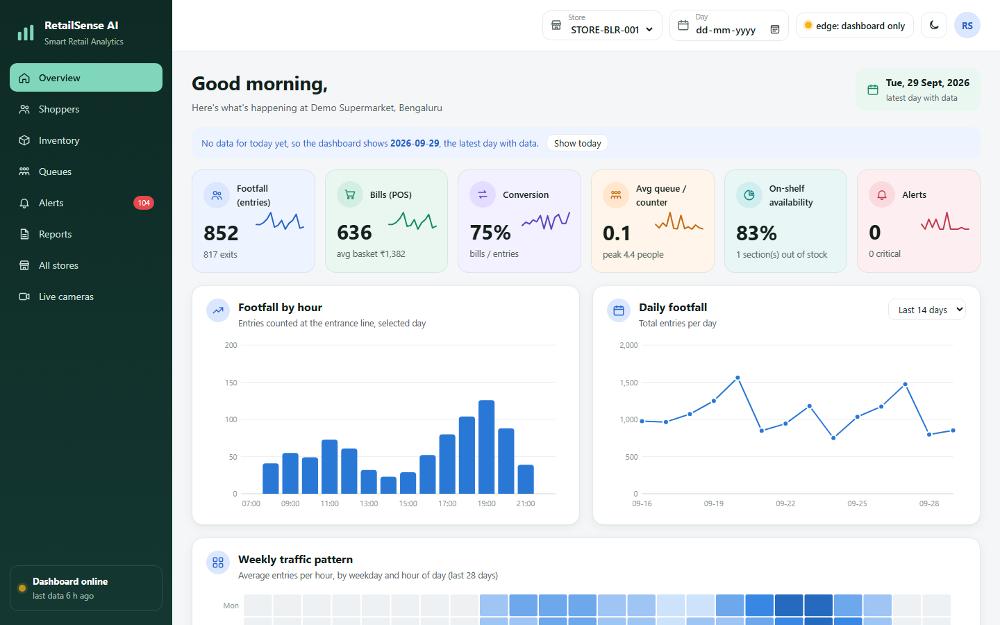 RetailSense AI
Smart Retail Analytics
Overview
Shoppers
Inventory
Queues
Alerts 104
Reports
All stores
Live cameras
Dashboard online
last data 6 h ago
Store
STORE-BLR-001
Day
dd-mm-yyyy
edge: dashboard only
RS
Good morning,
Here's what's happening at Demo Supermarket, Bengaluru
Tue, 29 Sept, 2026
latest day with data
No data for today yet, so the dashboard shows 2026-09-29, the latest day with data. Show today
Footfall (entries)
852
817 exits
Bills (POS)
636
avg basket ₹1,382
Conversion
75%
bills / entries
Avg queue / counter
0.1
peak 4.4 people
On-shelf availability
83%
1 section(s) out of stock
Alerts
0
0 critical
Footfall by hour
Entries counted at the entrance line, selected day
200
150
100
50
0
07:00 09:00 11:00 13:00 15:00 17:00 19:00 21:00
Daily footfall
Total entries per day
Last 14 days
2,000
1,500
1,000
500
0
09-16 09-19 09-22 09-25 09-28
Weekly traffic pattern
Average entries per hour, by weekday and hour of day (last 28 days)
Mon